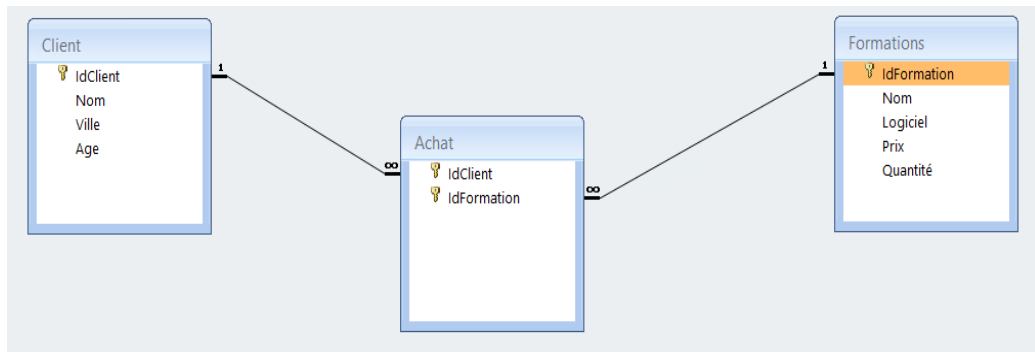 Client
IdClient
Nom
Ville
Age
1
∞
Achat
IdClient
IdFormation
∞
1
Formations
IdFormation
Nom
Logiciel
Prix
Quantité